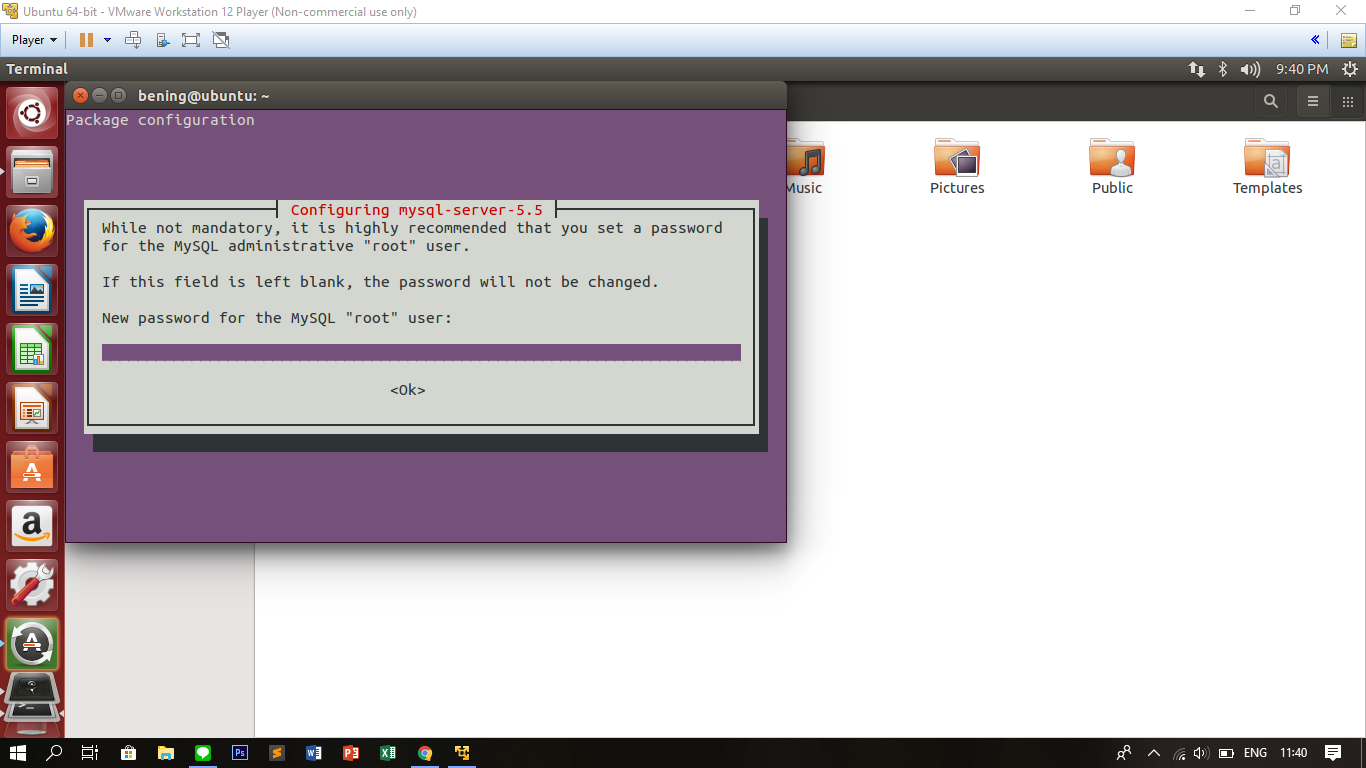 Ubuntu 64-bit - VMware Workstation 12 Player (Non-commercial use only)
Player
Terminal
9:40 PM
bening@ubuntu: ~
Package configuration
Configuring mysql-server-5.5
While not mandatory, it is highly recommended that you set a password
for the MySQL administrative "root" user.
If this field is left blank, the password will not be changed.
New password for the MySQL "root" user:
<Ok>
Music
Pictures
Public
Templates
ENG
11:40